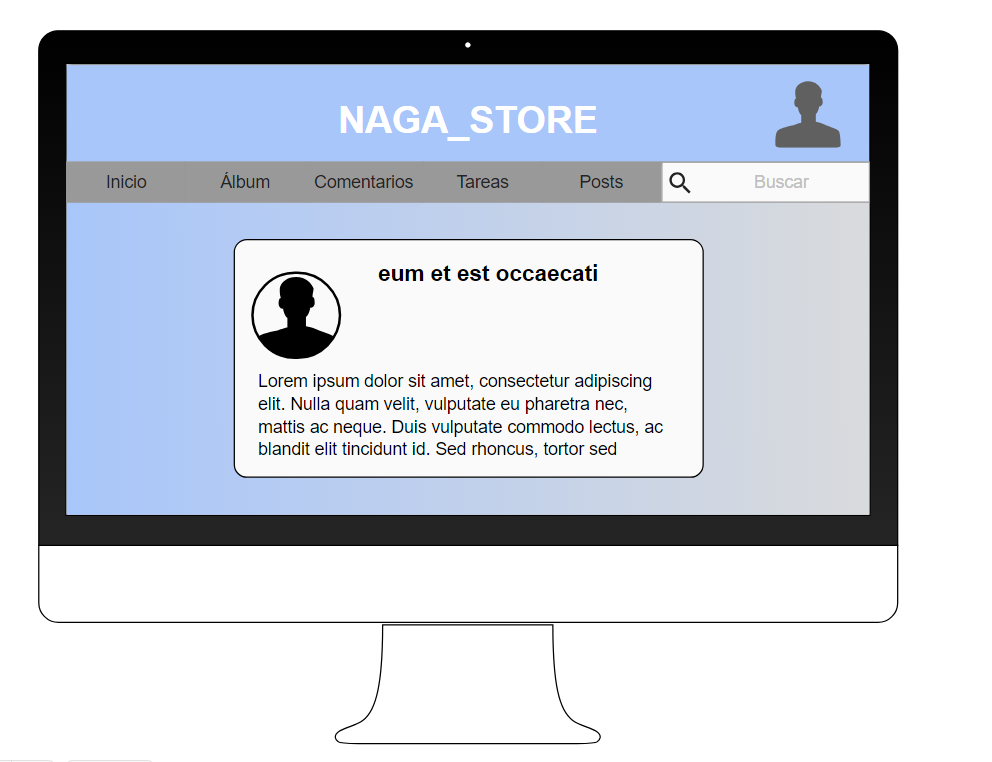 NAGA_STORE
Inicio Álbum Comentarios Tareas Posts Buscar
eum et est occaecati
Lorem ipsum dolor sit amet, consectetur adipiscing
elit. Nulla quam velit, vulputate eu pharetra nec,
mattis ac neque. Duis vulputate commodo lectus, ac
blandit elit tincidunt id. Sed rhoncus, tortor sed